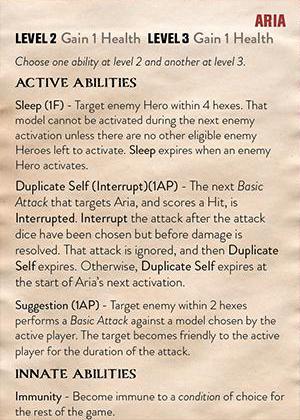 ARIA
LEVEL 2 Gain 1 Health LEVEL 3 Gain 1 Health
Choose one ability at level 2 and another at level 3.
ACTIVE ABILITIES
Sleep (1F) - Target enemy Hero within 4 hexes. That
model cannot be activated during the next enemy
activation unless there are no other eligible enemy
Heroes left to activate. Sleep expires when an enemy
Hero activates.
Duplicate Self (Interrupt)(1AP) - The next Basic
Attack that targets Aria, and scores a Hit, is
Interrupted. Interrupt the attack after the attack
dice have been chosen but before damage is
resolved. That attack is ignored, and then Duplicate
Self expires. Otherwise, Duplicate Self expires at
the start of Aria's next activation.
Suggestion (1AP) - Target enemy within 2 hexes
performs a Basic Attack against a model chosen by the
active player. The target becomes friendly to the active
player for the duration of the attack.
INNATE ABILITIES
Immunity - Become immune to a condition of choice for
the rest of the game.